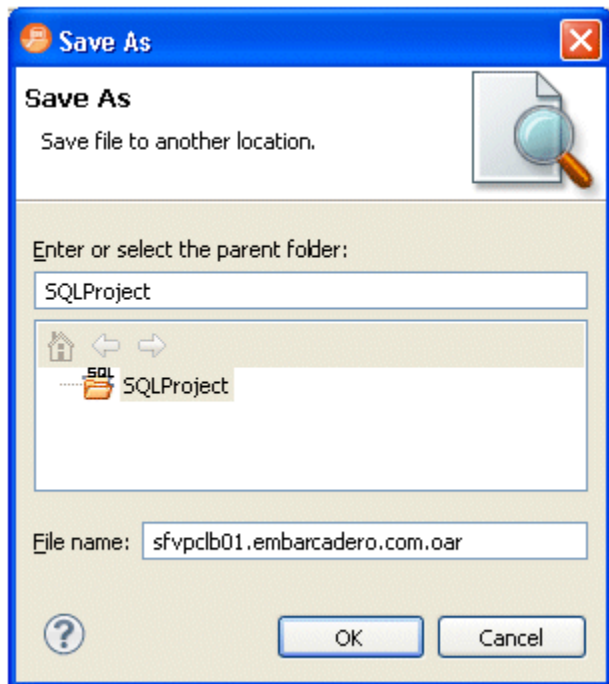 Save As
Save As
Save file to another location.
Enter or select the parent folder:
SQLProject
SQL
SQLProject
File name: sfvpclb01.embarcadero.com.oar
? OK Cancel